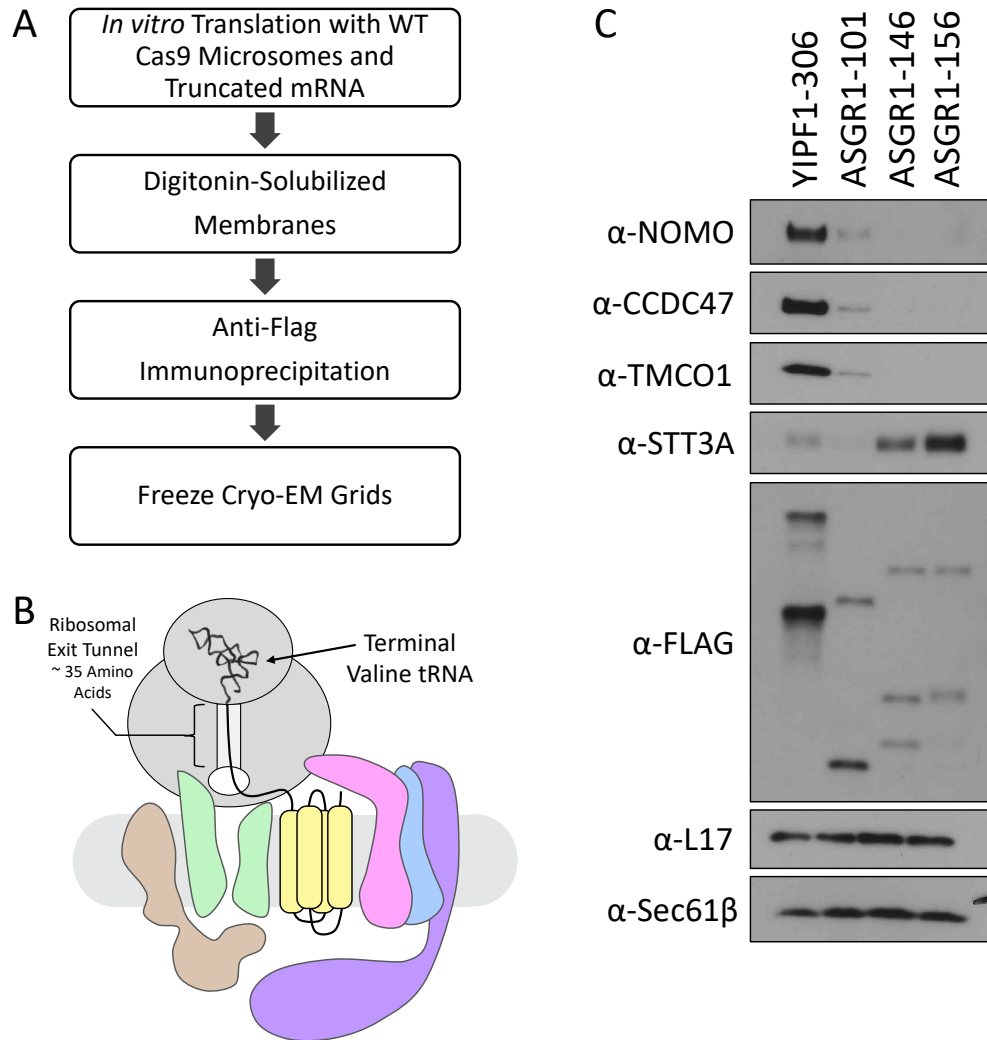 A
In vitro Translation with WT
Cas9 Microsomes and
Truncated mRNA
Digitonin-Solubilized
Membranes
Anti-Flag
Immunoprecipitation
Freeze Cryo-EM Grids
B
Ribosomal
Exit Tunnel
~ 35 Amino
Acids
Terminal
Valine tRNA
C
YIPF1-306
ASGR1-101
ASGR1-146
ASGR1-156
α-NOMO
α-CCDC47
α-TMCO1
α-STT3A
α-FLAG
α-L17
α-Sec61β